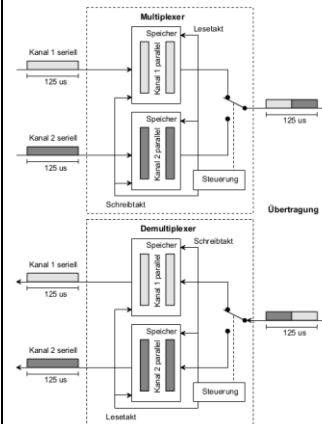 Multiplexer
Speicher
Lesetakt
Kanal 1 seriell
Kanal 1 parallel
125 us
125 us
Speicher
Kanal 2 seriell
Kanal 2 parallel
125 us
Steuerung
Schreibtakt
Übertragung
Demultiplexer
Speicher
Schreibtakt
Kanal 1 seriell
Kanal 1 parallel
125 us
125 us
Speicher
Kanal 2 seriell
Kanal 2 parallel
125 us
Steuerung
Lesetakt